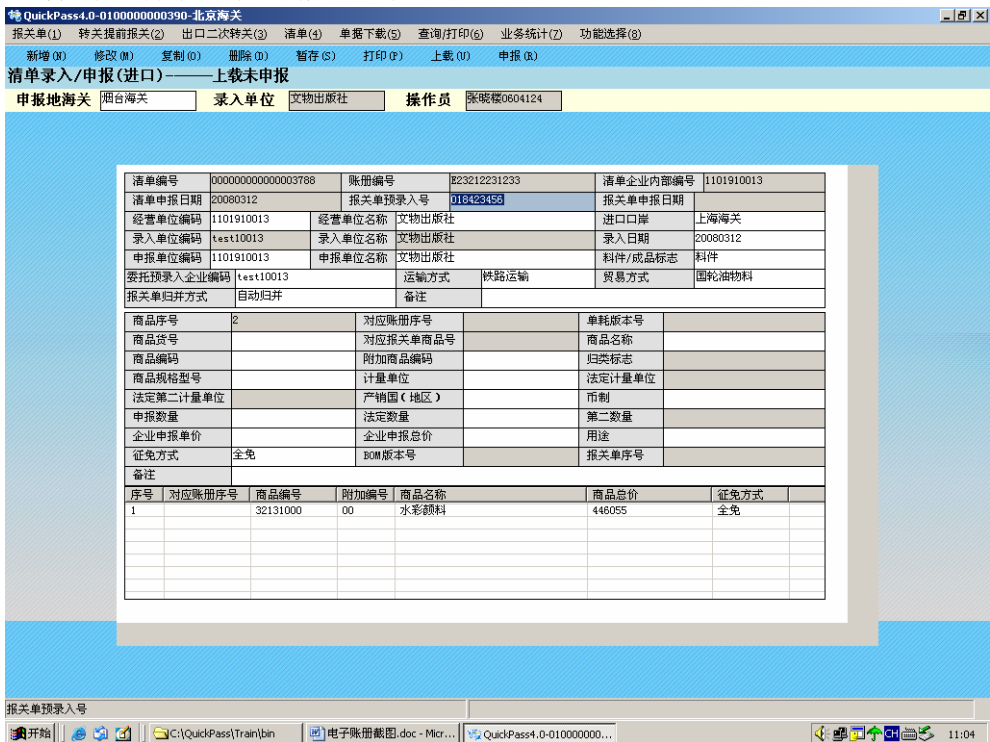 QuickPass4.0-0100000000390-北京海关
报关单(1) 转关提前报关(2) 出口二次转关(3) 清单(4) 单据下载(5) 查询/打印(6) 业务统计(7) 功能选择(8)
新增(N) 修改(M) 复制(O) 删除(D) 暂存(S) 打印(P) 上载(U) 申报(R)
清单录入/申报(进口)-----上载未申报
申报地海关 烟台海关 录入单位 文物出版社 操作员 张晓楼0604124
清单编号 000000000000003788 账册编号 E23212231233 清单企业内部编号 1101910013
清单申报日期 20080312 报关单预录入号 018423456 报关单申报日期
经营单位编码 1101910013 经营单位名称 文物出版社 进口口岸 上海海关
录入单位编码 test10013 录入单位名称 文物出版社 录入日期 20080312
申报单位编码 1101910013 申报单位名称 文物出版社 料件/成品标志 料件
委托预录入企业编码 test10013 运输方式 铁路运输 贸易方式 国轮油物料
报关单归并方式 自动归并 备注
商品序号 2 对应账册序号 单耗版本号
商品货号 对应报关单商品号 商品名称
商品编码 附加商品编码 归类标志
商品规格型号 计量单位 法定计量单位
法定第二计量单位 产销国(地区) 币制
申报数量 法定数量 第二数量
企业申报单价 企业申报总价 用途
征免方式 全免 BOM版本号 报关单序号
备注
序号 对应账册序号 商品编号 附加编号 商品名称 商品总价 征免方式
1 32131000 00 水彩颜料 446055 全免
报关单预录入号
开始 C:\QuickPass\Train\bin 电子账册截图.doc - Micr... QuickPass4.0-010000000... CH 11:04